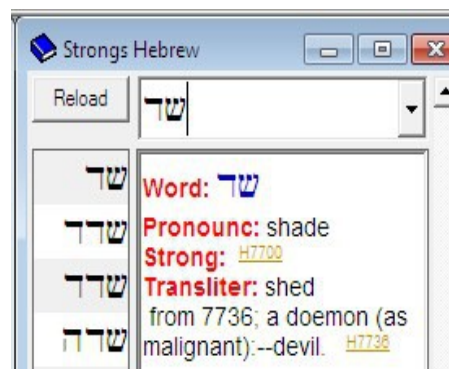 Strongs Hebrew
Reload
שד
שד
שדד
שדד
שדה
Word: שד
Pronounc: shade
Strong: H7700
Transliter: shed
from 7736; a doemon (as
malignant):--devil. H7736